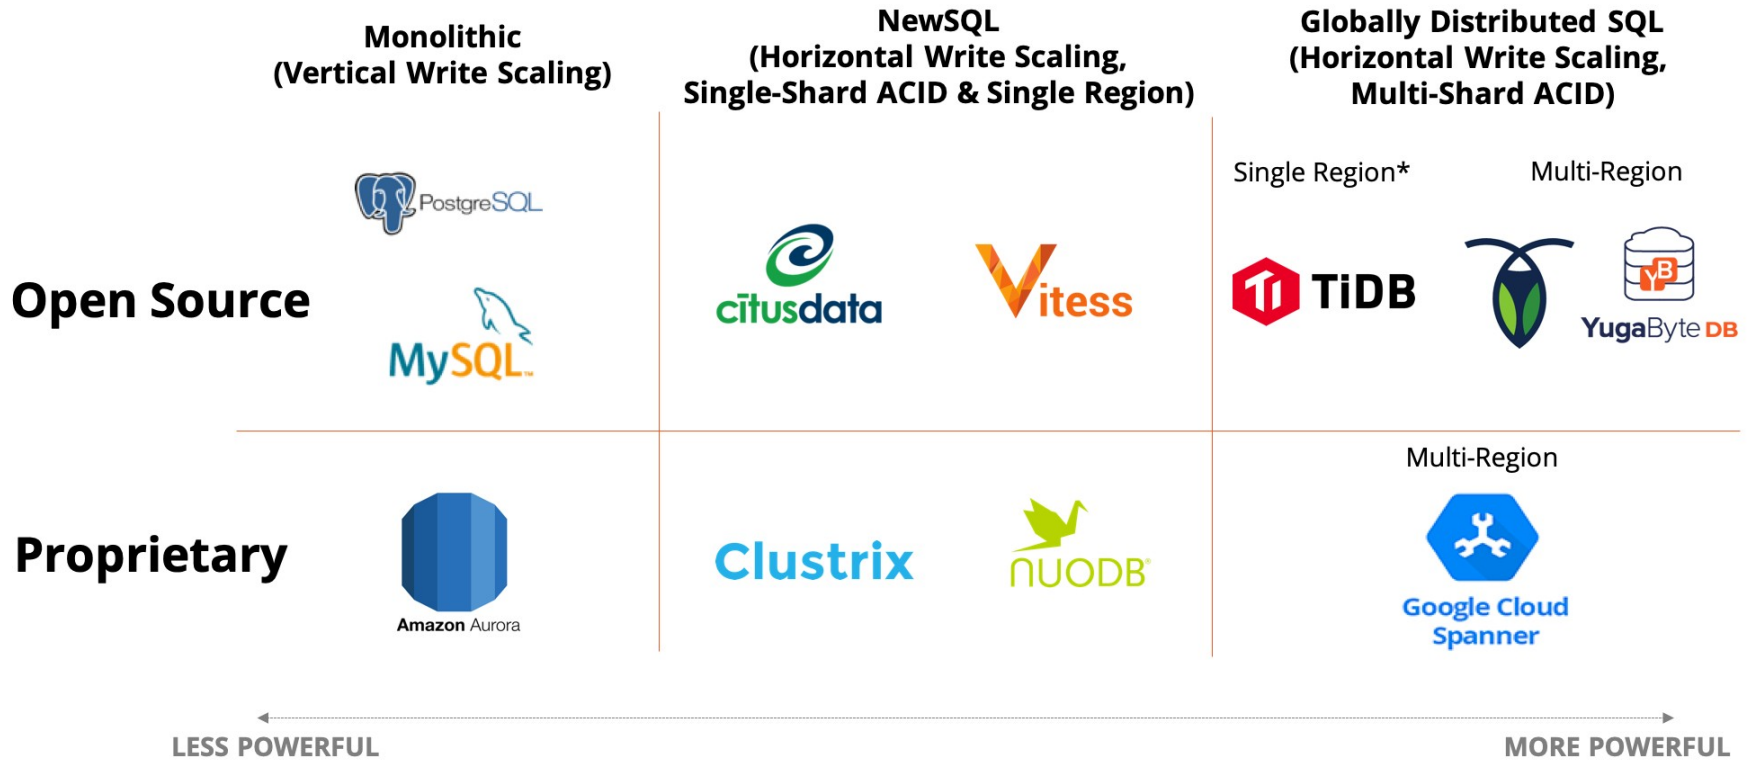 Monolithic
(Vertical Write Scaling)
NewSQL
(Horizontal Write Scaling,
Single-Shard ACID & Single Region)
Globally Distributed SQL
(Horizontal Write Scaling,
Multi-Shard ACID)
Open Source
PostgreSQL
MySQL™
citusdata
Vitess
Single Region*
TiDB
Multi-Region
YB
YugaByte DB
Proprietary
Amazon Aurora
Clustrix
NUODB®
Multi-Region
Google Cloud
Spanner
LESS POWERFUL
MORE POWERFUL